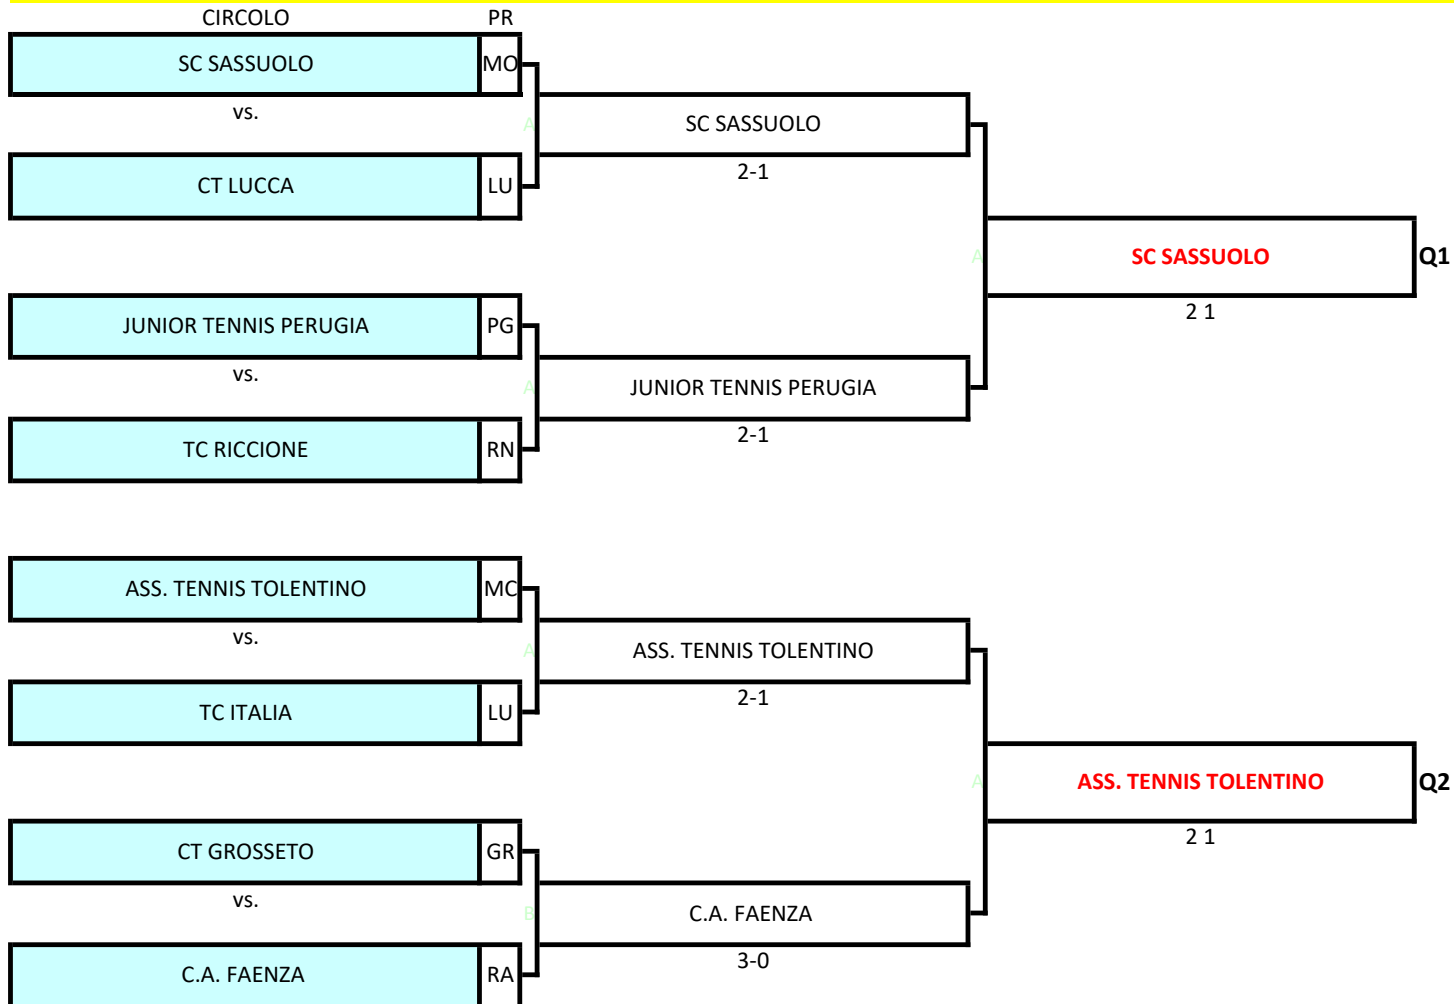 CIRCOLO PR
SC SASSUOLO MO
vs.
A
SC SASSUOLO
2-1
CT LUCCA LU
A
SC SASSUOLO
Q1
2 1
JUNIOR TENNIS PERUGIA PG
vs.
A
JUNIOR TENNIS PERUGIA
2-1
TC RICCIONE RN
ASS. TENNIS TOLENTINO MC
vs.
A
ASS. TENNIS TOLENTINO
2-1
TC ITALIA LU
A
ASS. TENNIS TOLENTINO
Q2
2 1
CT GROSSETO GR
vs.
B
C.A. FAENZA
3-0
C.A. FAENZA RA